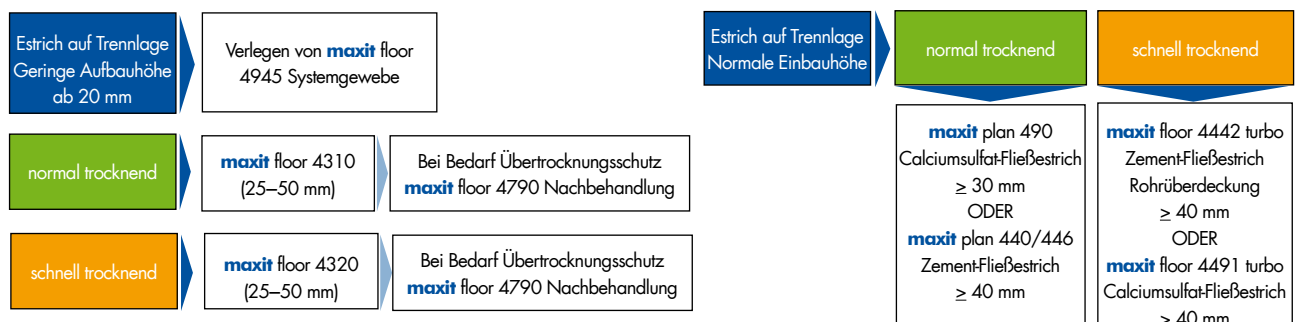 Estrich auf Trennlage
Geringe Aufbauhöhe
ab 20 mm
Verlegen von maxit floor
4945 Systemgewebe
normal trocknend
maxit floor 4310
(25–50 mm)
Bei Bedarf Übertrocknungsschutz
maxit floor 4790 Nachbehandlung
schnell trocknend
maxit floor 4320
(25–50 mm)
Bei Bedarf Übertrocknungsschutz
maxit floor 4790 Nachbehandlung
Estrich auf Trennlage
Normale Einbauhöhe
normal trocknend
maxit plan 490
Calciumsulfat-Fließestrich
≥ 30 mm
ODER
maxit plan 440/446
Zement-Fließestrich
≥ 40 mm
schnell trocknend
maxit floor 4442 turbo
Zement-Fließestrich
Rohrüberdeckung
≥ 40 mm
ODER
maxit floor 4491 turbo
Calciumsulfat-Fließestrich
≥ 40 mm